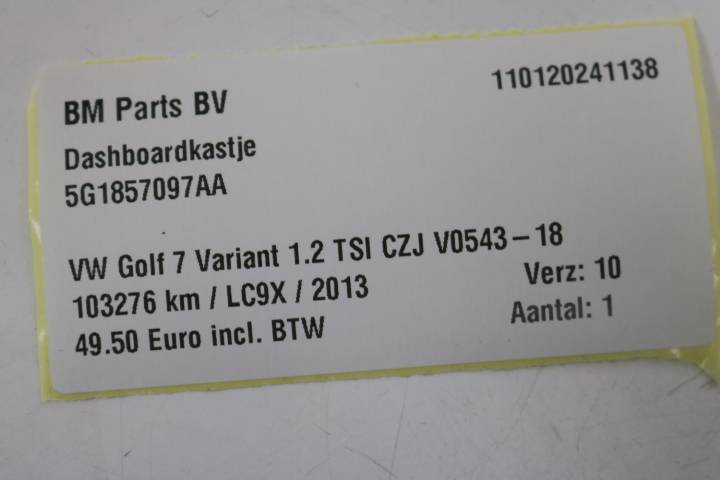 BM Parts BV 110120241138
Dashboardkastje
5G1857097AA
VW Golf 7 Variant 1.2 TSI CZJ V0543-18
103276 km / LC9X / 2013 Verz: 10
49.50 Euro incl. BTW Aantal: 1